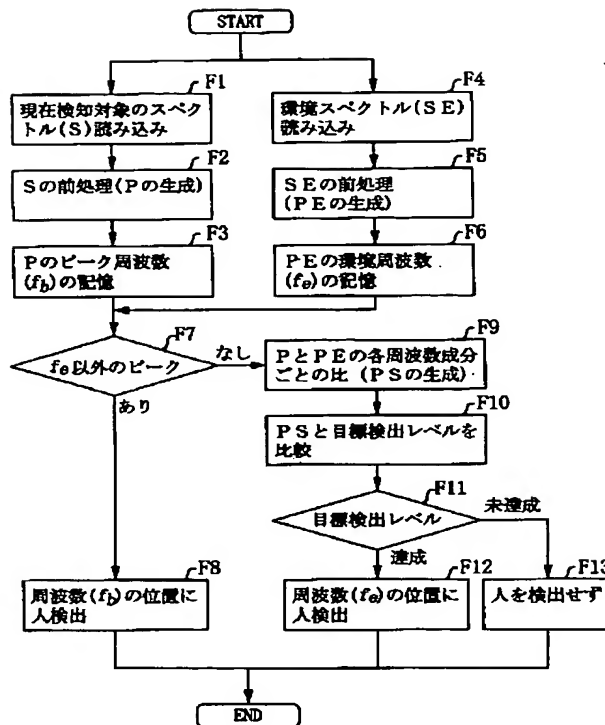 START
F1
現在検知対象のスペク
トル(S)読み込み
F2
Sの前処理(Pの生成)
F3
Pのピーク周波数
(fb)の記憶
F4
環境スペクトル(SE)
読み込み
F5
SEの前処理
(PEの生成)
F6
PEの環境周波数
(fe)の記憶
F7
fe以外のピーク
なし
あり
F9
PとPEの各周波数成分
ごとの比 (PSの生成)
F10
PSと目標検出レベルを
比較
F11
目標検出レベル
未達成
達成
F8
周波数(fb)の位置に
人検出
F12
周波数(fe)の位置に
人検出
F13
人を検出せず
END